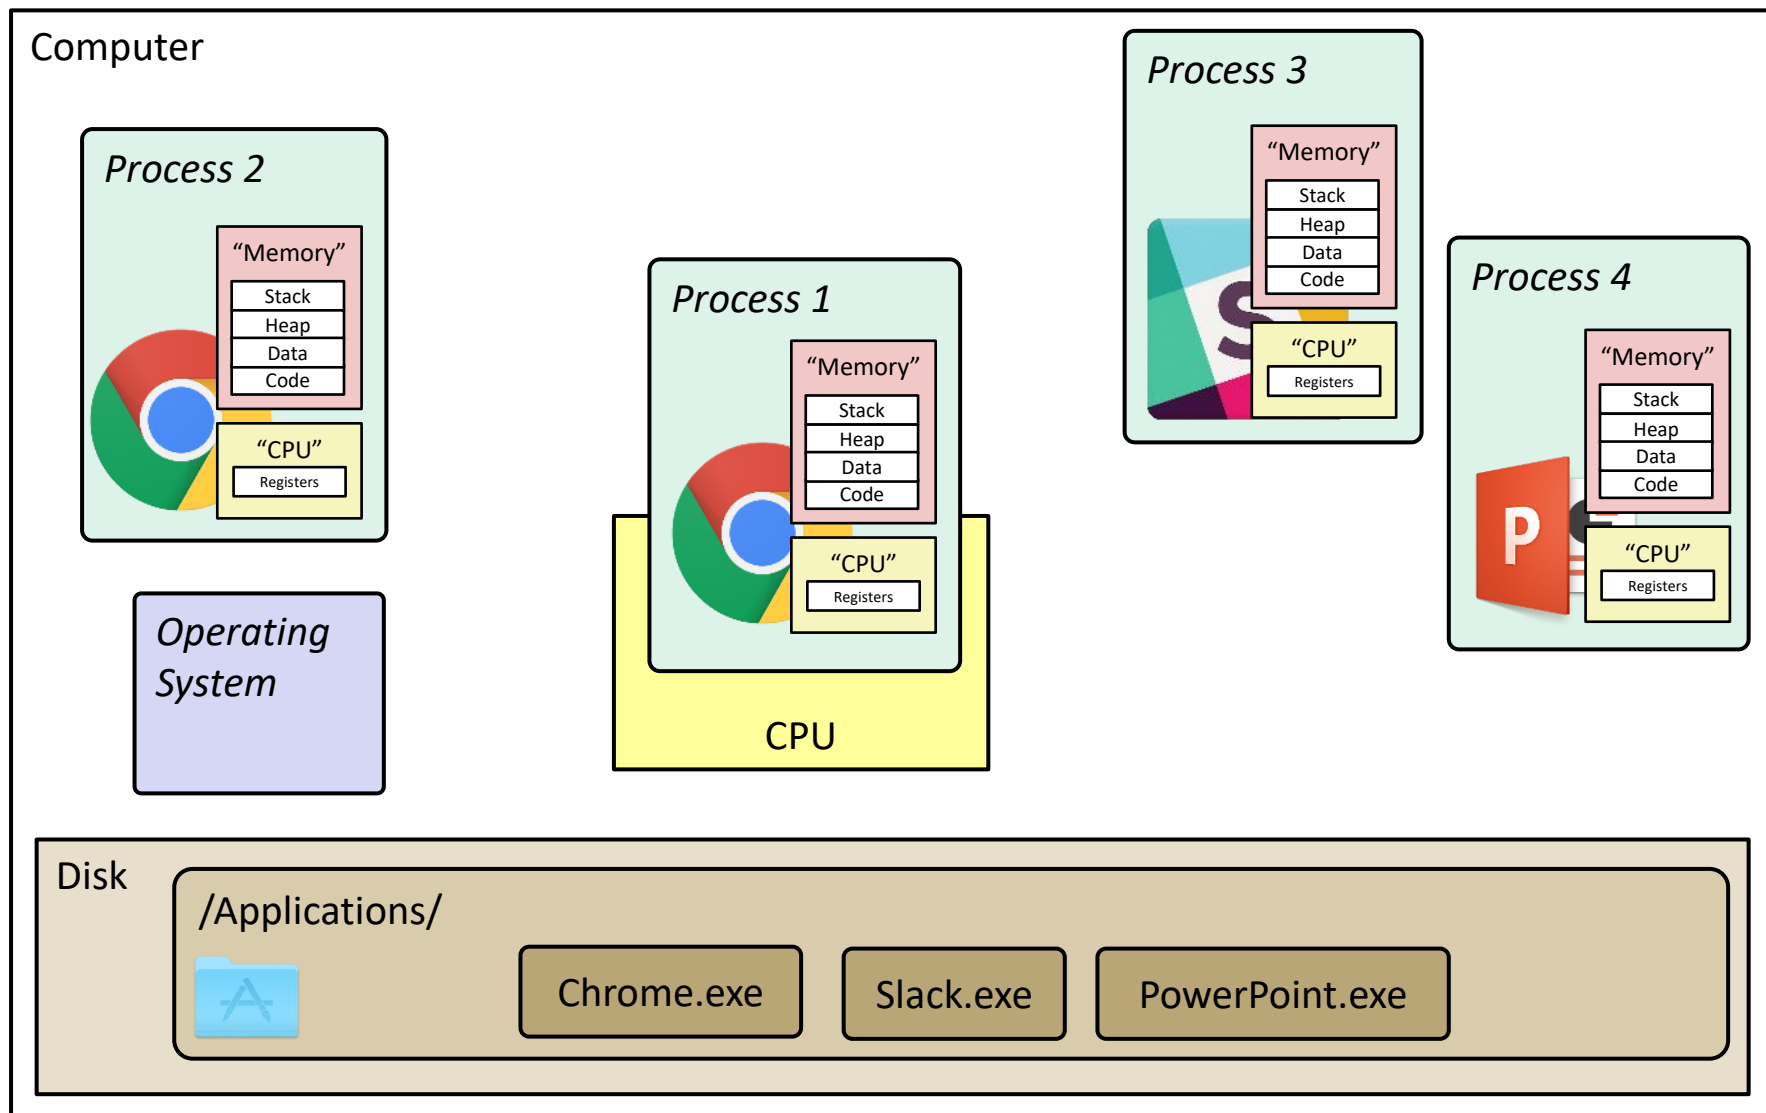 Computer
Process 2
“Memory”
Stack
Heap
Data
Code
“CPU”
Registers
Process 1
“Memory”
Stack
Heap
Data
Code
“CPU”
Registers
CPU
Process 3
“Memory”
Stack
Heap
Data
Code
S
“CPU”
Registers
Process 4
“Memory”
Stack
Heap
Data
Code
P
“CPU”
Registers
Operating
System
Disk
/Applications/
Chrome.exe
Slack.exe
PowerPoint.exe